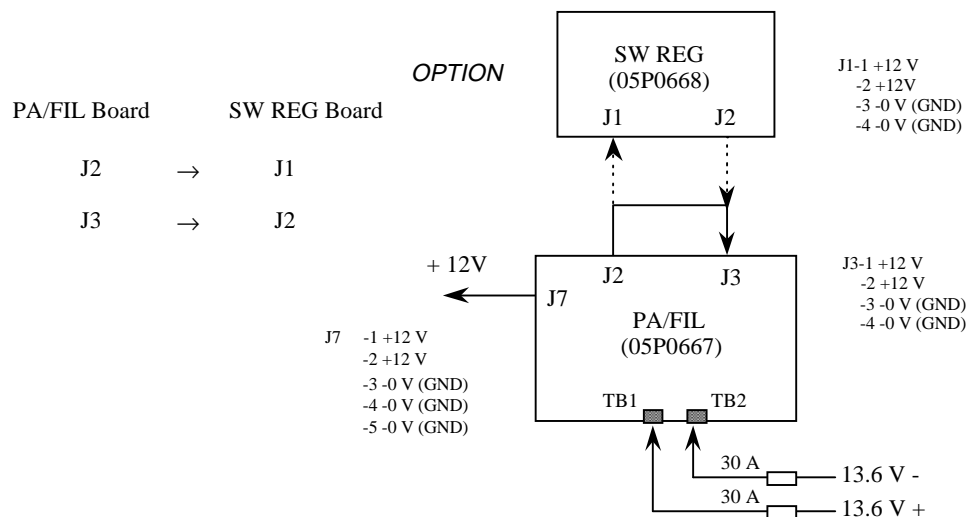 OPTION
SW REG
(05P0668)
J1 J2
J1-1 +12 V
-2 +12V
-3 -0 V (GND)
-4 -0 V (GND)
PA/FIL Board SW REG Board
J2 → J1
J3 → J2
+ 12V
J7
J2 J3
PA/FIL
(05P0667)
TB1 TB2
J3-1 +12 V
-2 +12 V
-3 -0 V (GND)
-4 -0 V (GND)
J7 -1 +12 V
-2 +12 V
-3 -0 V (GND)
-4 -0 V (GND)
-5 -0 V (GND)
30 A 13.6 V -
30 A 13.6 V +